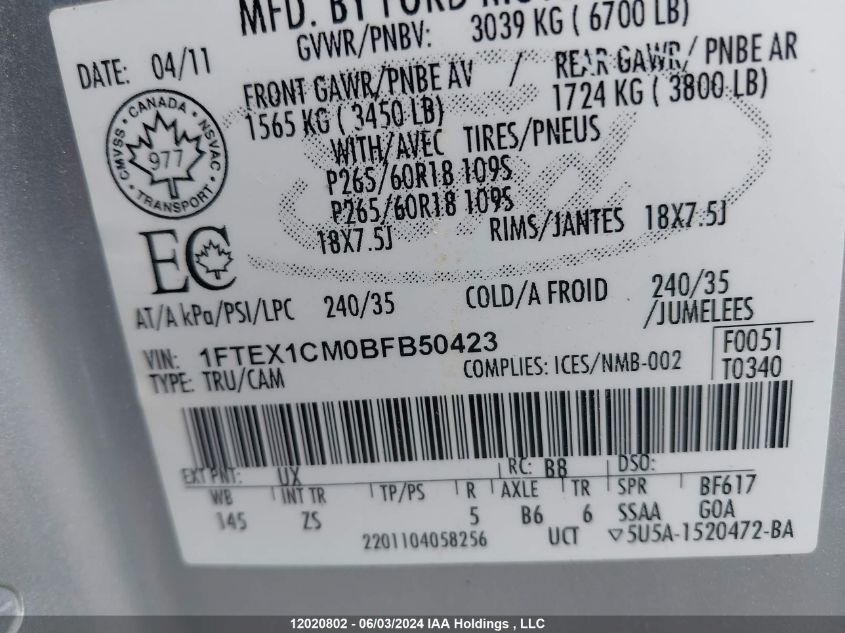 MFD. BY FORD MO
GVWR/PNBV: 3039 KG ( 6700 LB)
DATE: 04/11
FRONT GAWR/PNBE AV / REAR GAWR/ PNBE AR
1565 KG ( 3450 LB) 1724 KG ( 3800 LB)
WITH/AVEC TIRES/PNEUS
P265/60R18 109S
P265/60R18 109S
18X7.5J RIMS/JANTES 18X7.5J
CANADA
CMVSS NSVAC
977
TRANSPORT
EC
AT/A kPa/PSI/LPC 240/35 COLD/A FROID 240/35
/JUMELEES
VIN: 1FTEX1CM0BFB50423
F0051
TYPE: TRU/CAM COMPLIES: ICES/NMB-002 T0340
EXT PNT: UX RC: B8 DSO:
WB INT TR TP/PS R AXLE TR SPR BF617
145 ZS 5 B6 6 SSAA GOA
2201104058256 UCT ▽5U5A-1520472-BA
12020802 - 06/03/2024 IAA Holdings , LLC